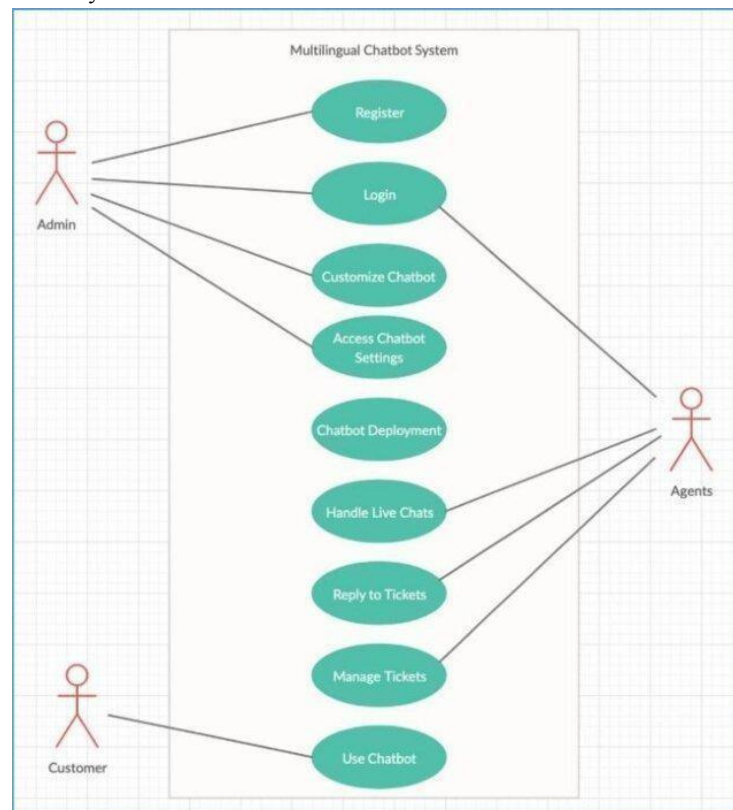 Multilingual Chatbot System
Register
Admin
Login
Customize Chatbot
Access Chatbot
Settings
Chatbot Deployment
Agents
Handle Live Chats
Reply to Tickets
Manage Tickets
Customer
Use Chatbot